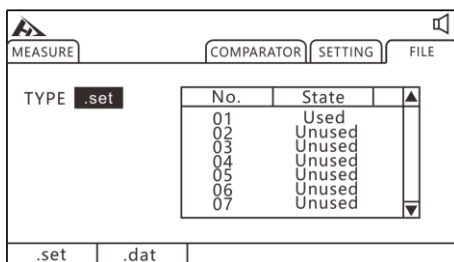 MEASURE COMPARATOR SETTING FILE
TYPE .set
No. State
01 Used
02 Unused
03 Unused
04 Unused
05 Unused
06 Unused
07 Unused
.set .dat